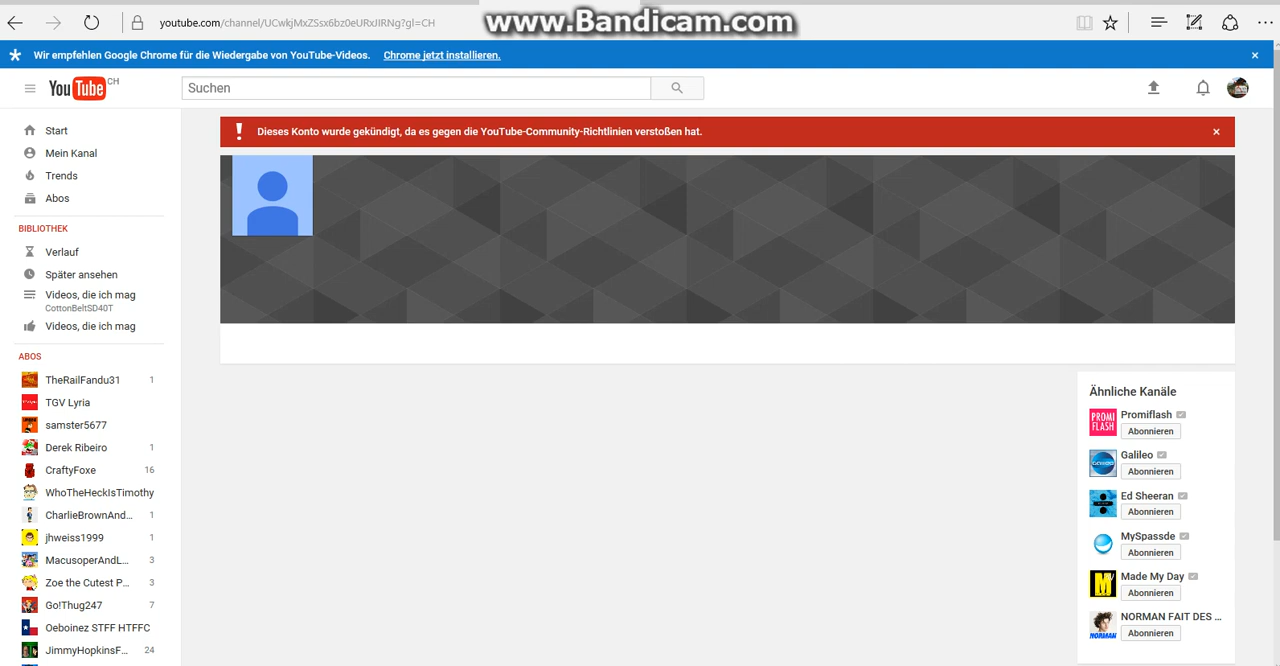 www.Bandicam.com
youtube.com/channel/UCwkjMxZSsx6bz0eURxJIRNg?gl=CH
Wir empfehlen Google Chrome für die Wiedergabe von YouTube-Videos. Chrome jetzt installieren.
YouTube CH
Suchen
Dieses Konto wurde gekündigt, da es gegen die YouTube-Community-Richtlinien verstoßen hat.
Start
Mein Kanal
Trends
Abos
BIBLIOTHEK
Verlauf
Später ansehen
Videos, die ich mag
CottonBeltSD40T
Videos, die ich mag
ABOS
TheRailFandu31 1
TGV Lyria
samster5677
Derek Ribeiro 1
CraftyFoxe 16
WhoTheHeckIsTimothy
CharlieBrownAnd... 1
jhweiss1999 1
MacusoperAndL... 3
Zoe the Cutest P... 3
Go!Thug247 7
Oeboinez STFF HTFFC
JimmyHopkinsF... 24
Ähnliche Kanäle
PROMI FLASH
Promiflash
Abonnieren
Galileo
Abonnieren
Ed Sheeran
Abonnieren
MySpassde
Abonnieren
Made My Day
Abonnieren
NORMAN FAIT DES ...
NORMAN
Abonnieren